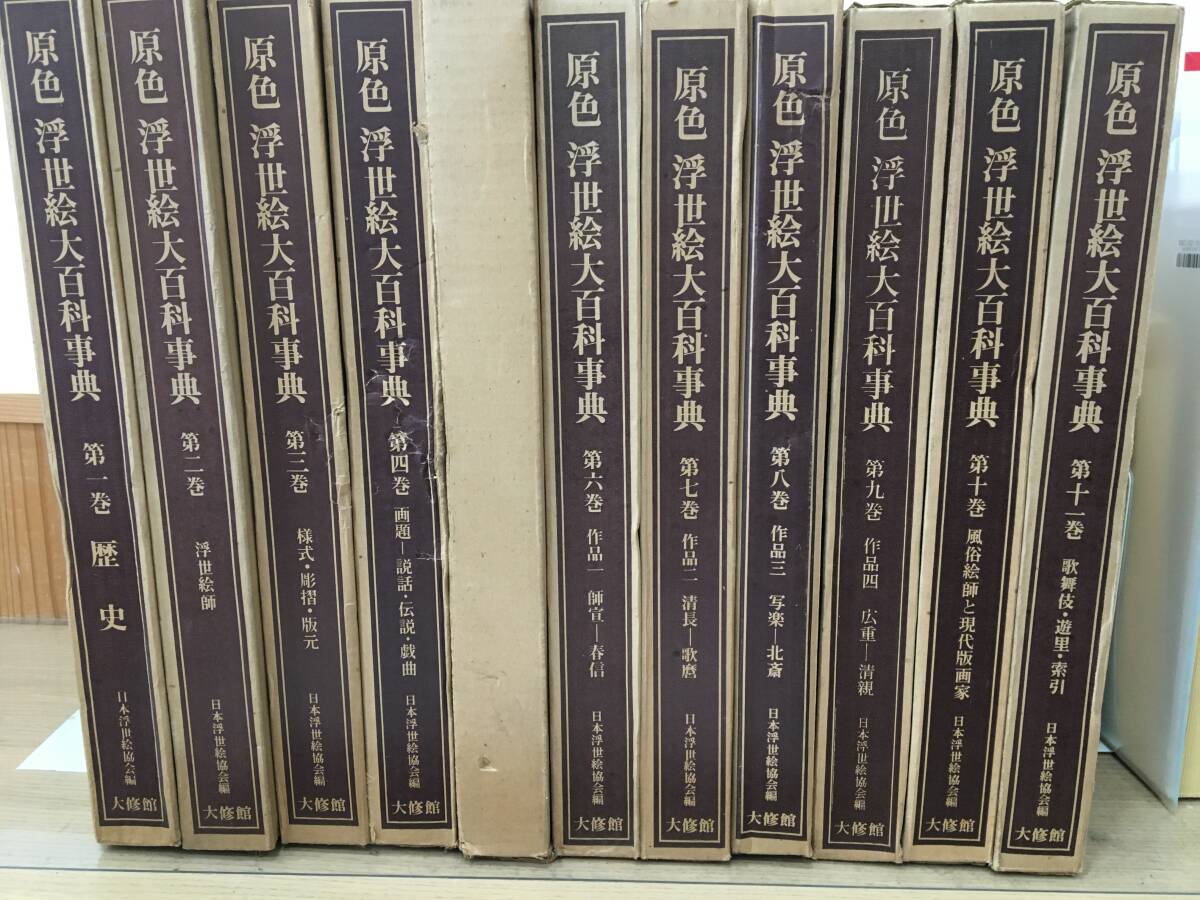 原色 浮世絵大百科事典 第一巻 歴史 日本浮世絵協会編 大修館
原色 浮世絵大百科事典 第二巻 浮世絵師 日本浮世絵協会編 大修館
原色 浮世絵大百科事典 第三巻 様式・彫摺・版元 日本浮世絵協会編 大修館
原色 浮世絵大百科事典 第四巻 画題―説話・伝説・戯曲 日本浮世絵協会編 大修館
原色 浮世絵大百科事典 第六巻 作品一 師宣―春信 日本浮世絵協会編 大修館
原色 浮世絵大百科事典 第七巻 作品二 清長―歌麿 日本浮世絵協会編 大修館
原色 浮世絵大百科事典 第八巻 作品三 写楽―北斎 日本浮世絵協会編 大修館
原色 浮世絵大百科事典 第九巻 作品四 広重―清親 日本浮世絵協会編 大修館
原色 浮世絵大百科事典 第十巻 風俗絵師と現代版画家 日本浮世絵協会編 大修館
原色 浮世絵大百科事典 第十一巻 歌舞伎・遊里・索引 日本浮世絵協会編 大修館